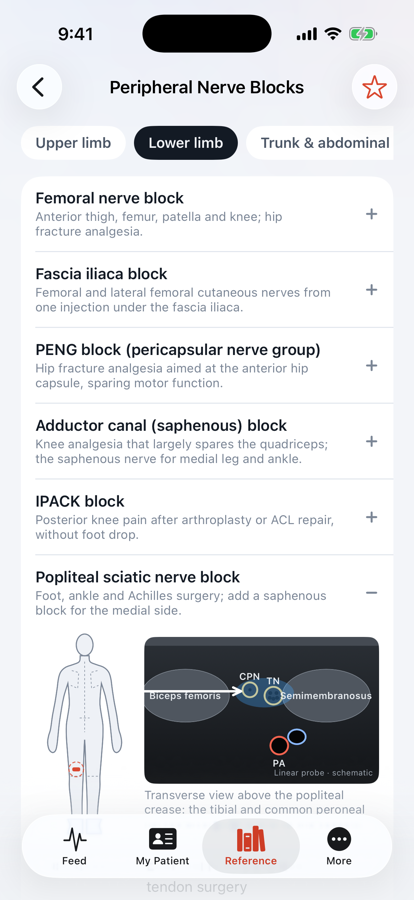 9:41
Peripheral Nerve Blocks
Upper limb
Lower limb
Trunk & abdominal
Femoral nerve block
Anterior thigh, femur, patella and knee; hip
fracture analgesia.
Fascia iliaca block
Femoral and lateral femoral cutaneous nerves from
one injection under the fascia iliaca.
PENG block (pericapsular nerve group)
Hip fracture analgesia aimed at the anterior hip
capsule, sparing motor function.
Adductor canal (saphenous) block
Knee analgesia that largely spares the quadriceps;
the saphenous nerve for medial leg and ankle.
IPACK block
Posterior knee pain after arthroplasty or ACL repair,
without foot drop.
Popliteal sciatic nerve block
Foot, ankle and Achilles surgery; add a saphenous
block for the medial side.
CPN
TN
Biceps femoris
Semimembranosus
PA
Linear probe · schematic
Transverse view above the popliteal
crease: the tibial and common peroneal
Feed
My Patient
Reference
More
tendon surgery